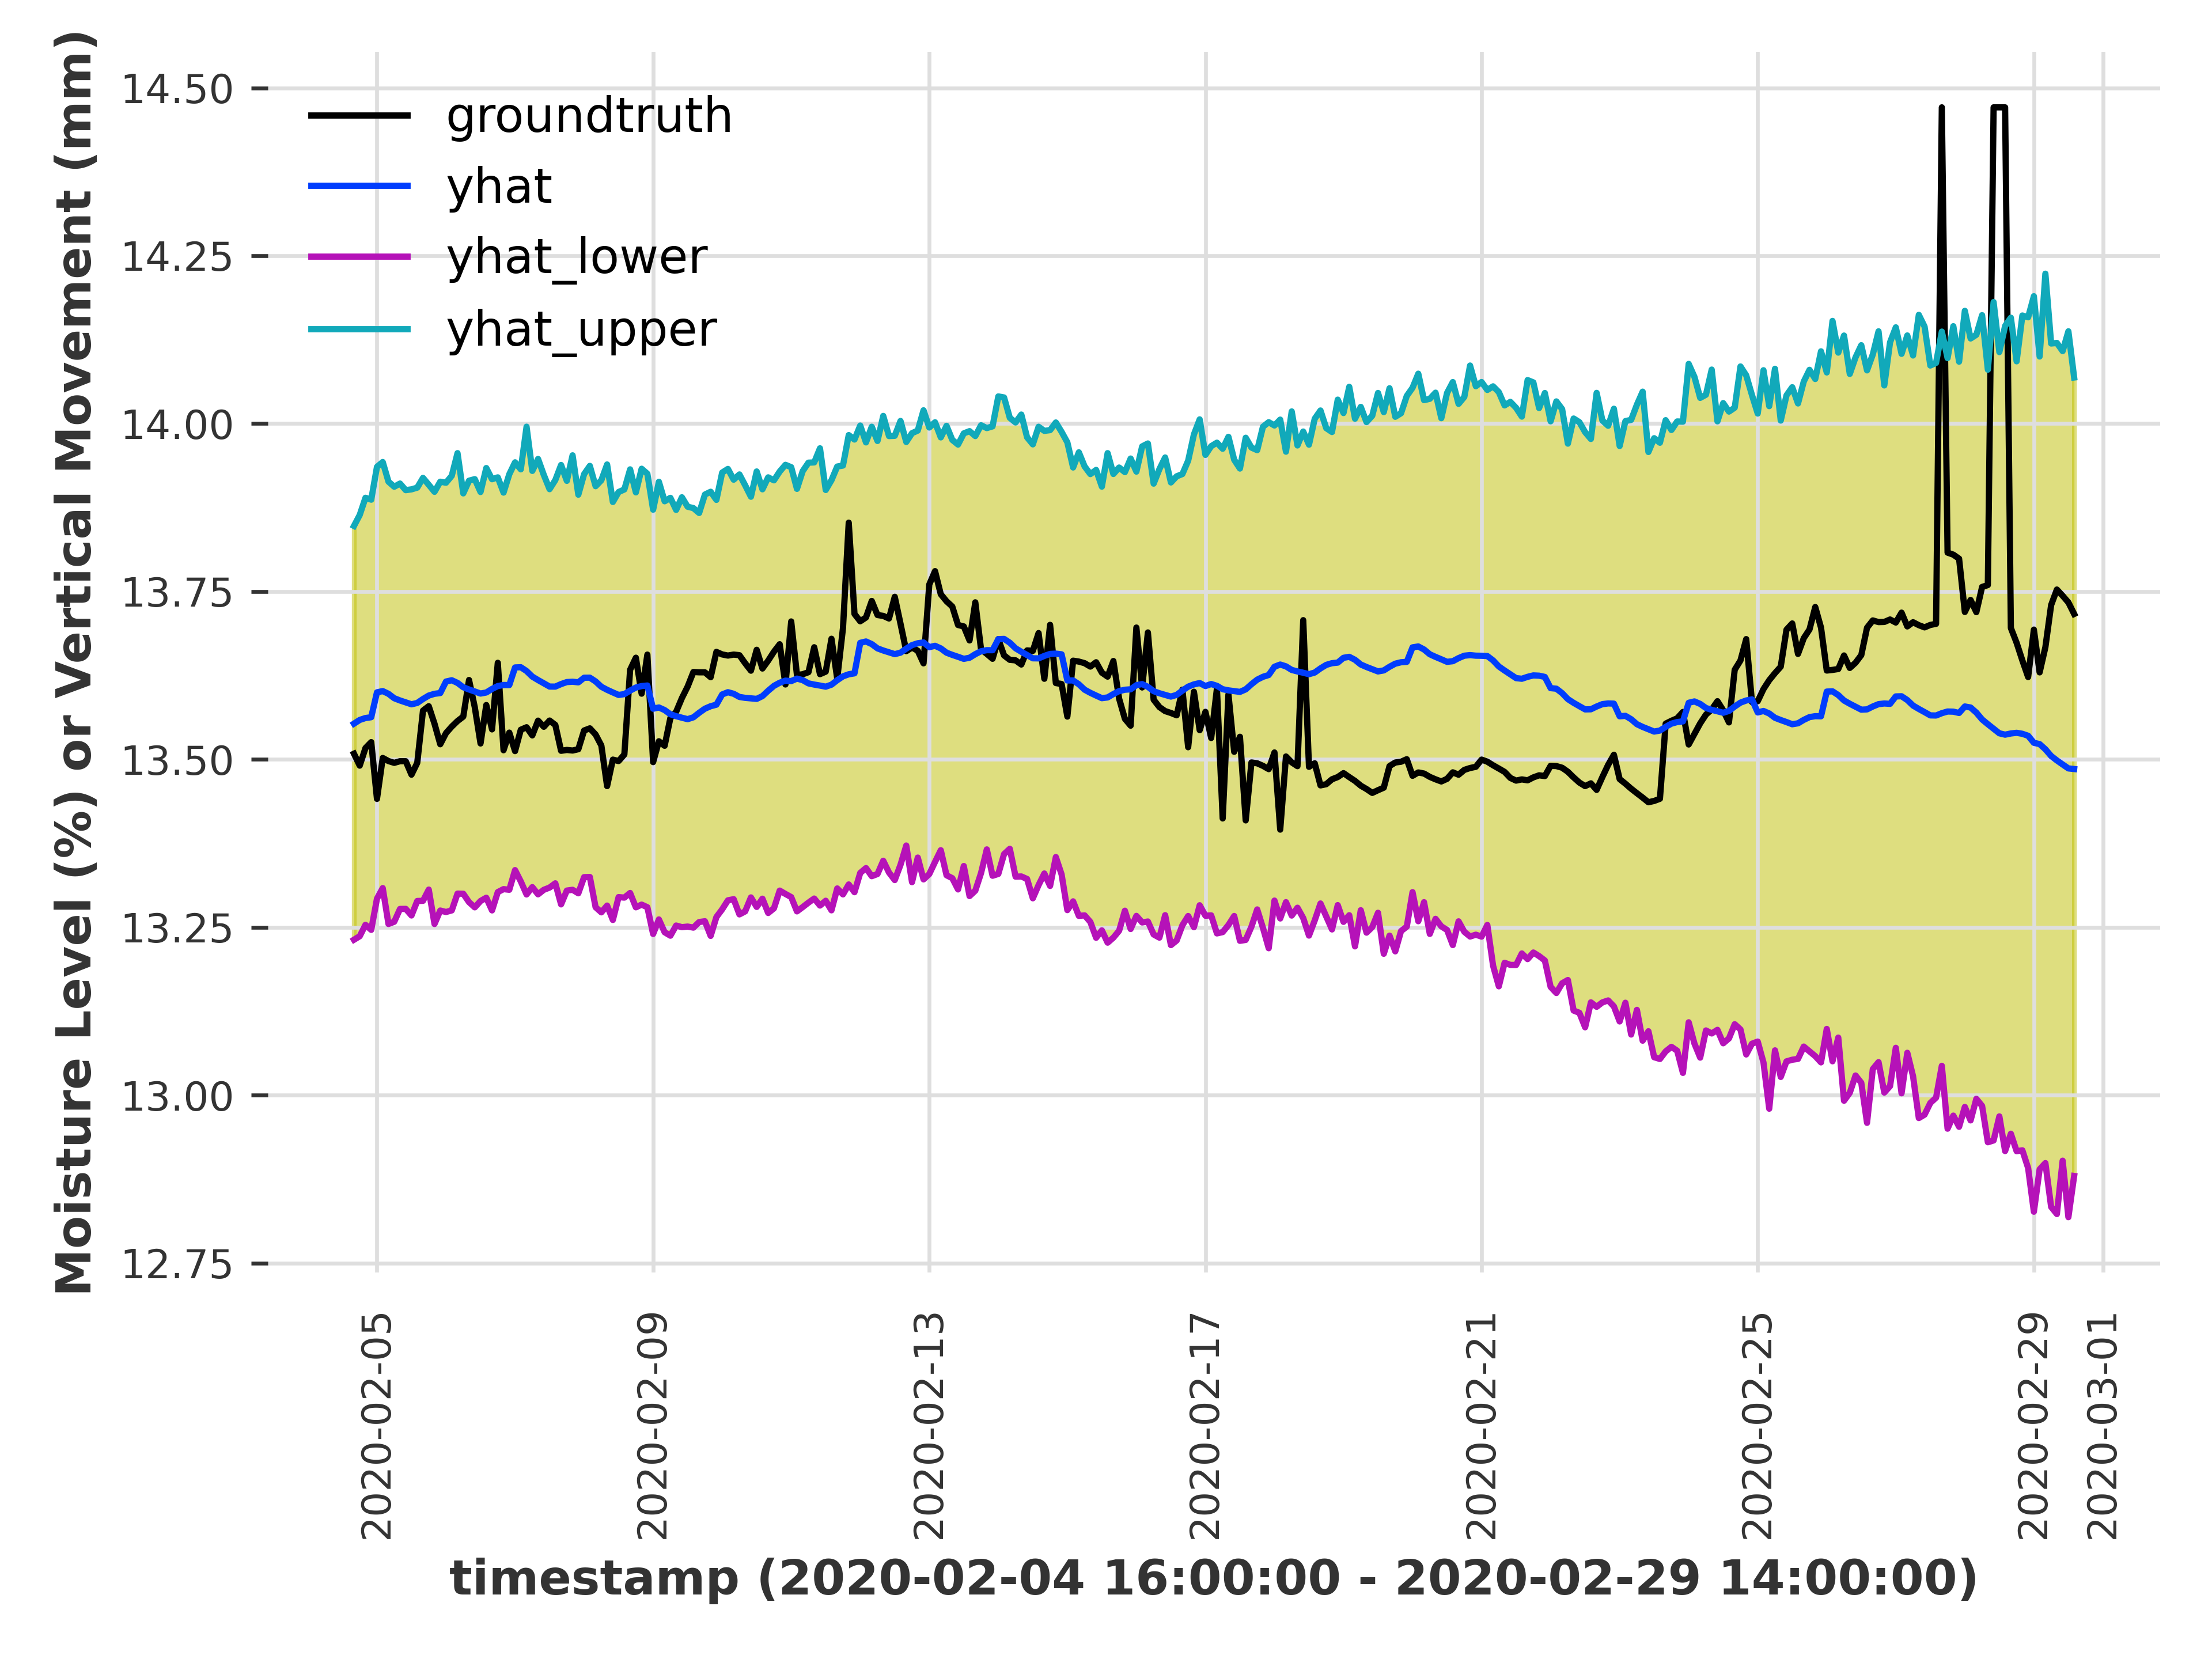 Moisture Level (%) or Vertical Movement (mm)
14.50
14.25
14.00
13.75
13.50
13.25
13.00
12.75
groundtruth
yhat
yhat_lower
yhat_upper
2020-02-05
2020-02-09
2020-02-13
2020-02-17
2020-02-21
2020-02-25
2020-02-29
2020-03-01
timestamp (2020-02-04 16:00:00 - 2020-02-29 14:00:00)